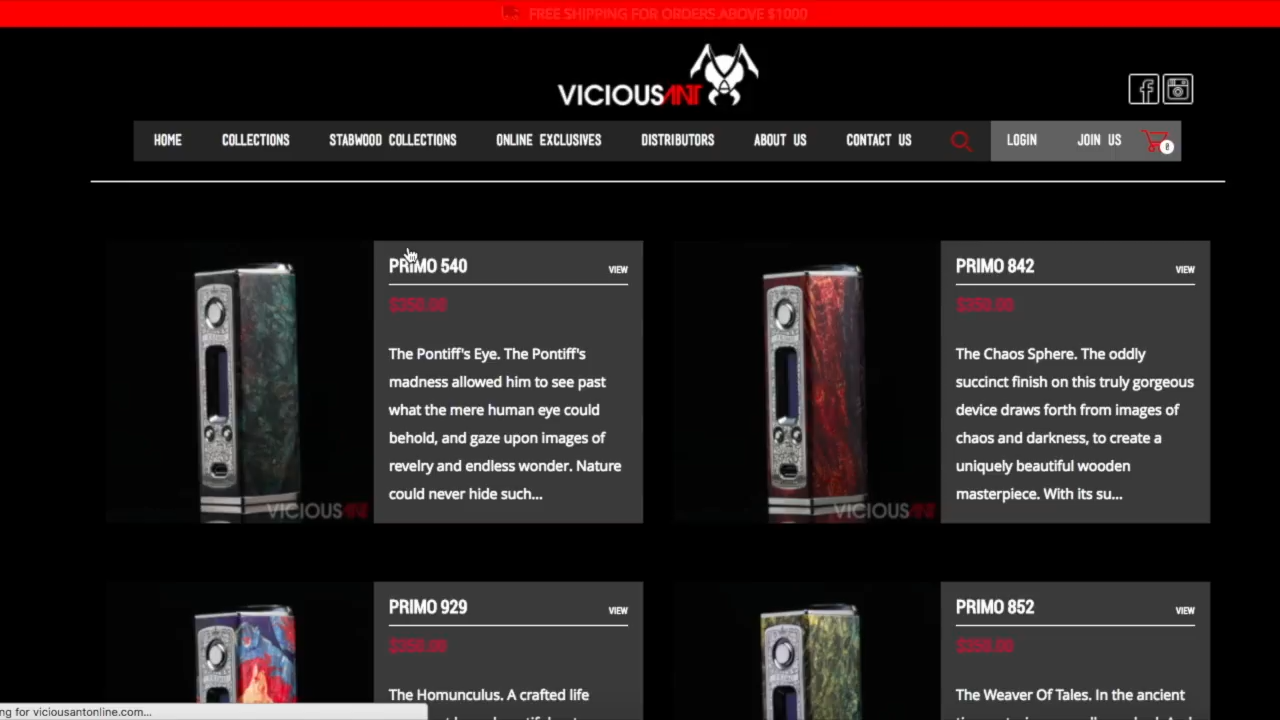 FREE SHIPPING FOR ORDERS ABOVE $1000
VICIOUSANT
HOME COLLECTIONS STABWOOD COLLECTIONS ONLINE EXCLUSIVES DISTRIBUTORS ABOUT US CONTACT US LOGIN JOIN US 0
PRIMO 540 VIEW
$350.00
The Pontiff's Eye. The Pontiff's
madness allowed him to see past
what the mere human eye could
behold, and gaze upon images of
revelry and endless wonder. Nature
could never hide such...
VICIOUSANT
PRIMO 842 VIEW
$350.00
The Chaos Sphere. The oddly
succinct finish on this truly gorgeous
device draws forth from images of
chaos and darkness, to create a
uniquely beautiful wooden
masterpiece. With its su...
VICIOUSANT
PRIMO 929 VIEW
$350.00
The Homunculus. A crafted life
PRIMO 852 VIEW
$350.00
The Weaver Of Tales. In the ancient
ng for viciousantonline.com...